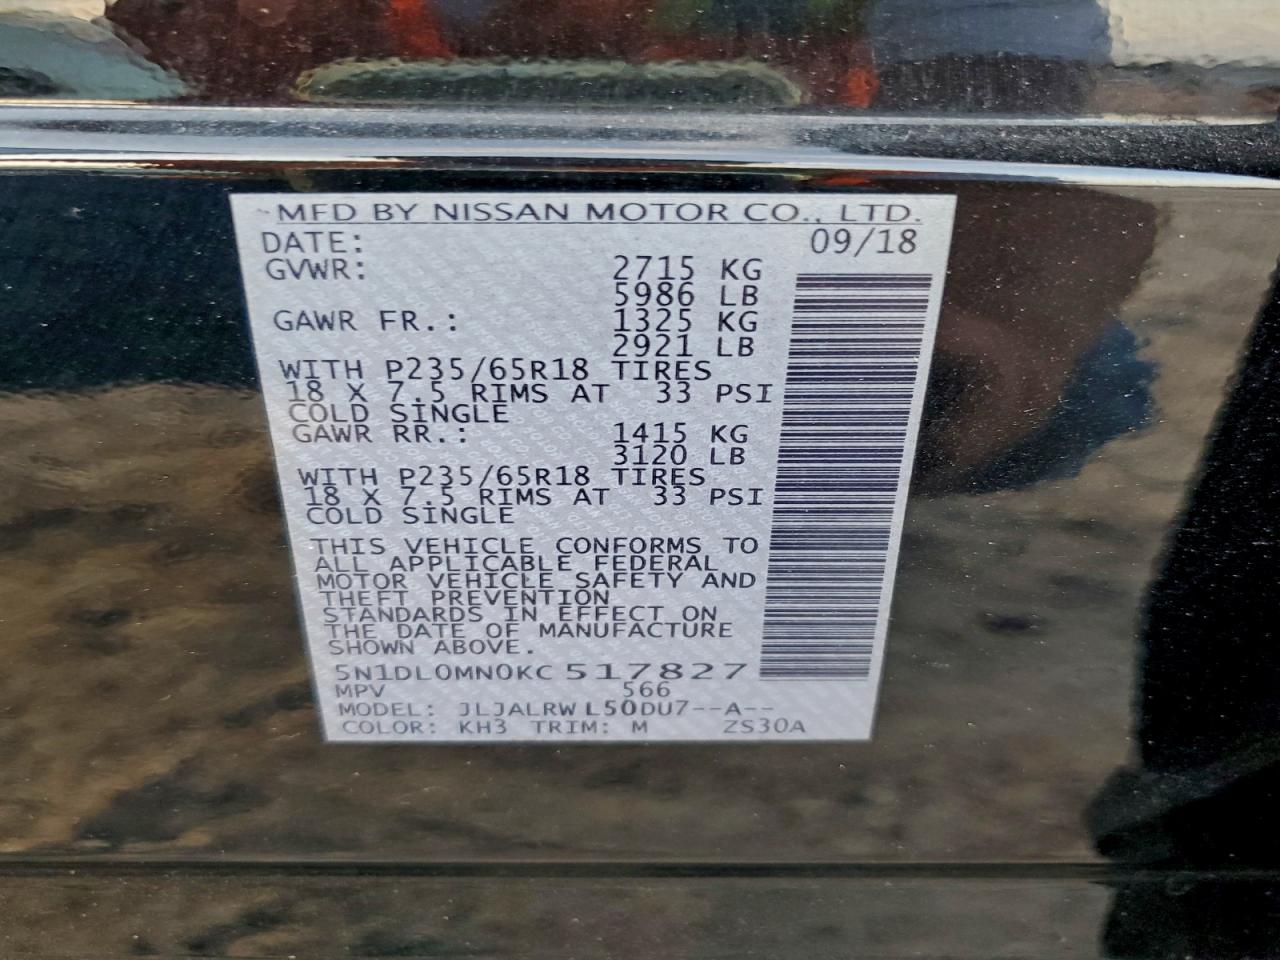 MFD BY NISSAN MOTOR CO., LTD.
DATE: 09/18
GVWR: 2715 KG
5986 LB
GAWR FR.: 1325 KG
2921 LB
WITH P235/65R18 TIRES
18 X 7.5 RIMS AT 33 PSI
COLD SINGLE
GAWR RR.: 1415 KG
3120 LB
WITH P235/65R18 TIRES
18 X 7.5 RIMS AT 33 PSI
COLD SINGLE
THIS VEHICLE CONFORMS TO
ALL APPLICABLE FEDERAL
MOTOR VEHICLE SAFETY AND
THEFT PREVENTION
STANDARDS IN EFFECT ON
THE DATE OF MANUFACTURE
SHOWN ABOVE.
5N1DL0MN0KC517827
MPV 566
MODEL: JLJALRWL50DU7--A--
COLOR: KH3 TRIM: M ZS30A